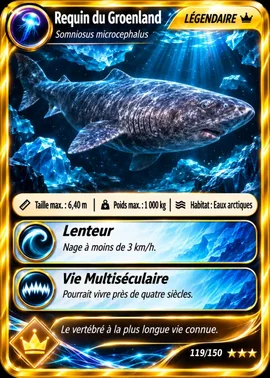 Requin du Groenland
LÉGENDAIRE
Somniosus microcephalus
Taille max. : 6,40 m
Poids max. : 1 000 kg
Habitat : Eaux arctiques
Lenteur
Nage à moins de 3 km/h.
Vie Multiséculaire
Pourrait vivre près de quatre siècles.
Le vertébré à la plus longue vie connue.
119/150